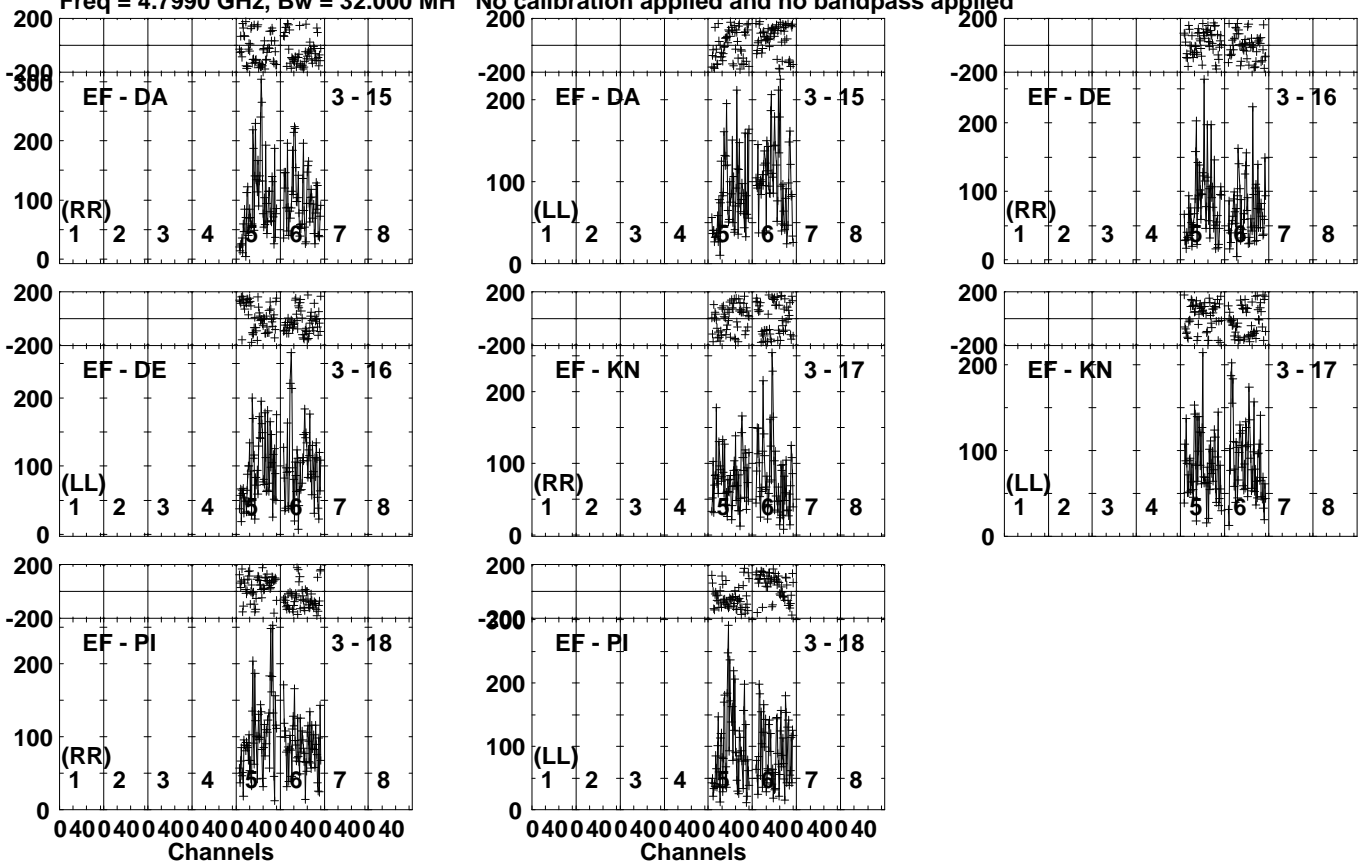 Freq = 4.7990 GHz, Bw = 32.000 MH No calibration applied and no bandpass applied
200 200 200
-200 -200 -200
300
EF - DA 3 - 15 EF - DA 3 - 15 EF - DE 3 - 16
200 200 200
100 100 100
(RR) (LL) (RR)
1 2 3 4 5 6 7 8 1 2 3 4 5 6 7 8 1 2 3 4 5 6 7 8
0 0 0
200 200 200
-200 -200 -200
EF - DE 3 - 16 EF - KN 3 - 17 EF - KN 3 - 17
200 200 200
100 100 100
(LL) (RR) (LL)
1 2 3 4 5 6 7 8 1 2 3 4 5 6 7 8 1 2 3 4 5 6 7 8
0 0 0
200 200
-200 -200
300
EF - PI 3 - 18 EF - PI 3 - 18
200 200
100 100
(RR) (LL)
1 2 3 4 5 6 7 8 1 2 3 4 5 6 7 8
0 0
0 40 0 40 0 40 0 40 0 40 0 40 0 40 0 40 0 40 0 40 0 40 0 40 0 40 0 40 0 40 0 40
Channels Channels